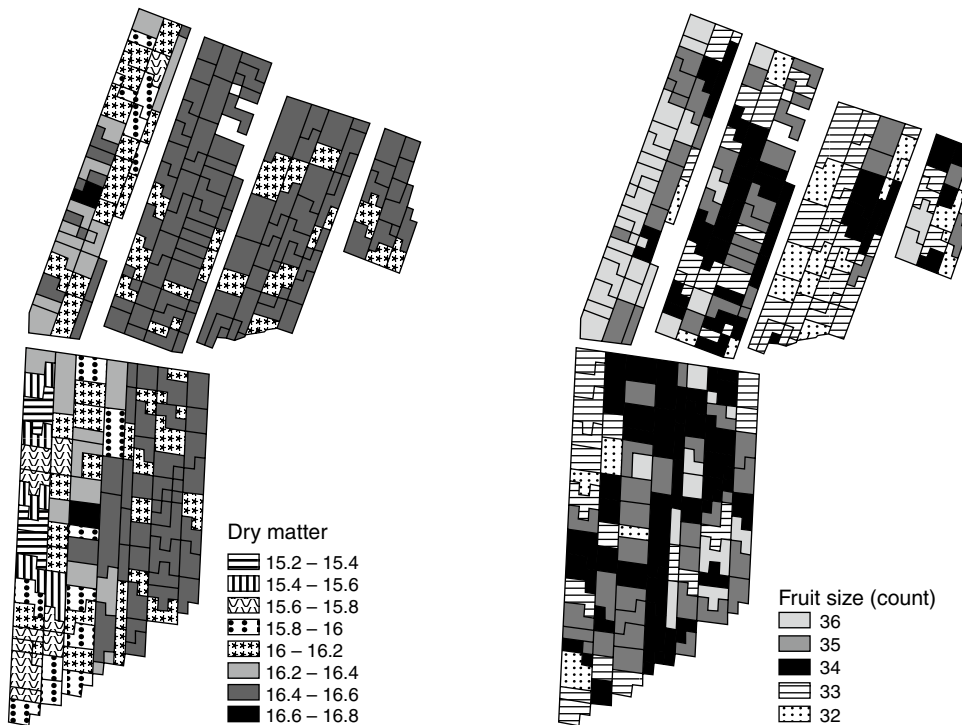 Dry matter
15.2 – 15.4
15.4 – 15.6
15.6 – 15.8
15.8 – 16
16 – 16.2
16.2 – 16.4
16.4 – 16.6
16.6 – 16.8
Fruit size (count)
36
35
34
33
32